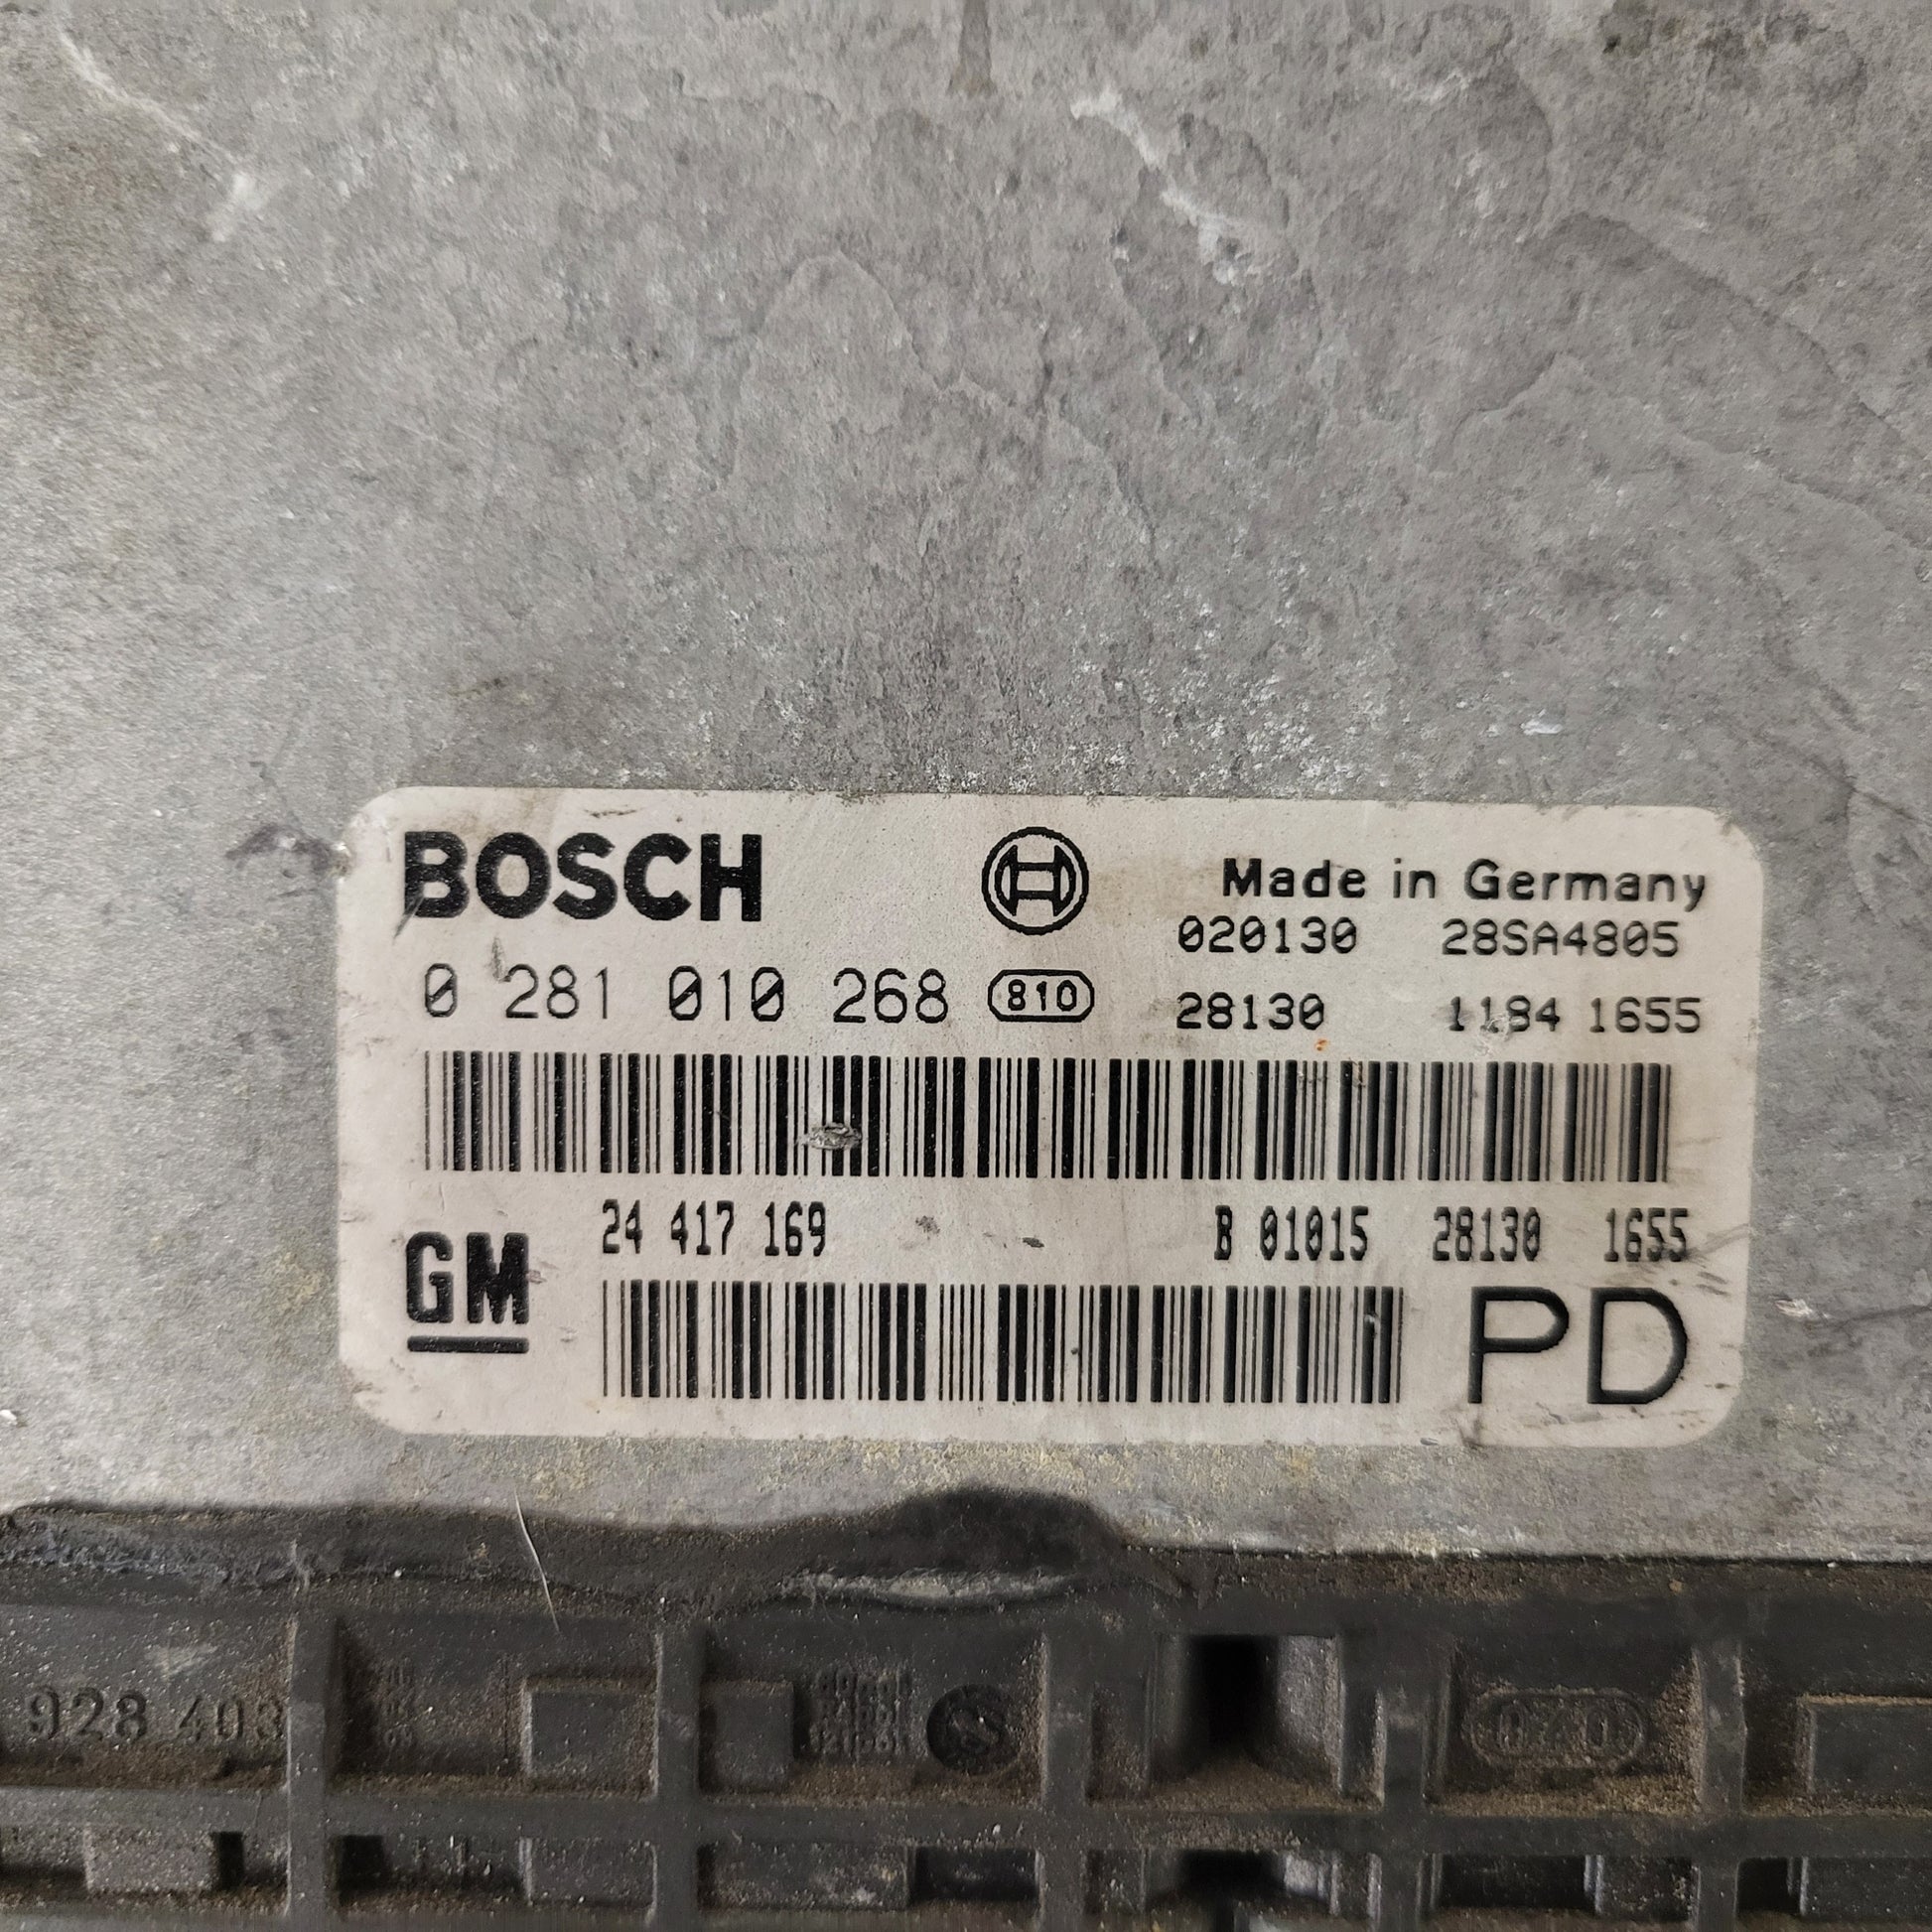 BOSCH
Made in Germany
020130 28SA4805
0 281 010 268 810 28130 1184 1655
24 417 169 B 01015 28130 1655
GM
PD
928 403